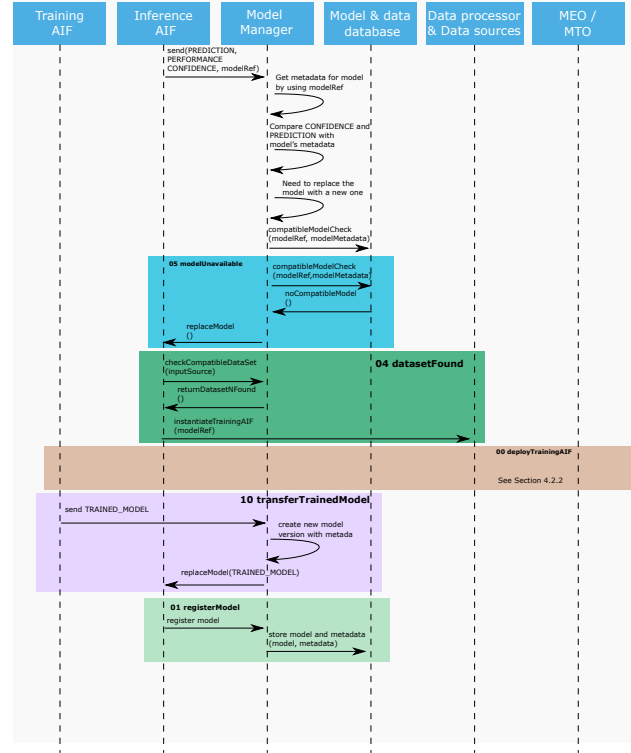 Training
AIF
Inference
AIF
Model
Manager
Model & data
database
Data processor
& Data sources
MEO /
MTO
send(PREDICTION,
PERFORMANCE
CONFIDENCE, modelRef)
Get metadata for model
by using modelRef
Compare CONFIDENCE and
PREDICTION with
model's metadata
Need to replace the
model with a new one
compatibleModelCheck
(modelRef, modelMetadata)
05 modelUnavailable
compatibleModelCheck
(modelRef,modelMetadata)
noCompatibleModel
()
replaceModel
()
04 datasetFound
checkCompatibleDataSet
(inputSource)
returnDatasetNFound
()
instantiateTrainingAIF
(modelRef)
00 deployTrainingAIF
See Section 4.2.2
10 transferTrainedModel
send TRAINED_MODEL
create new model
version with metada
replaceModel(TRAINED_MODEL)
01 registerModel
register model
store model and metadata
(model, metadata)